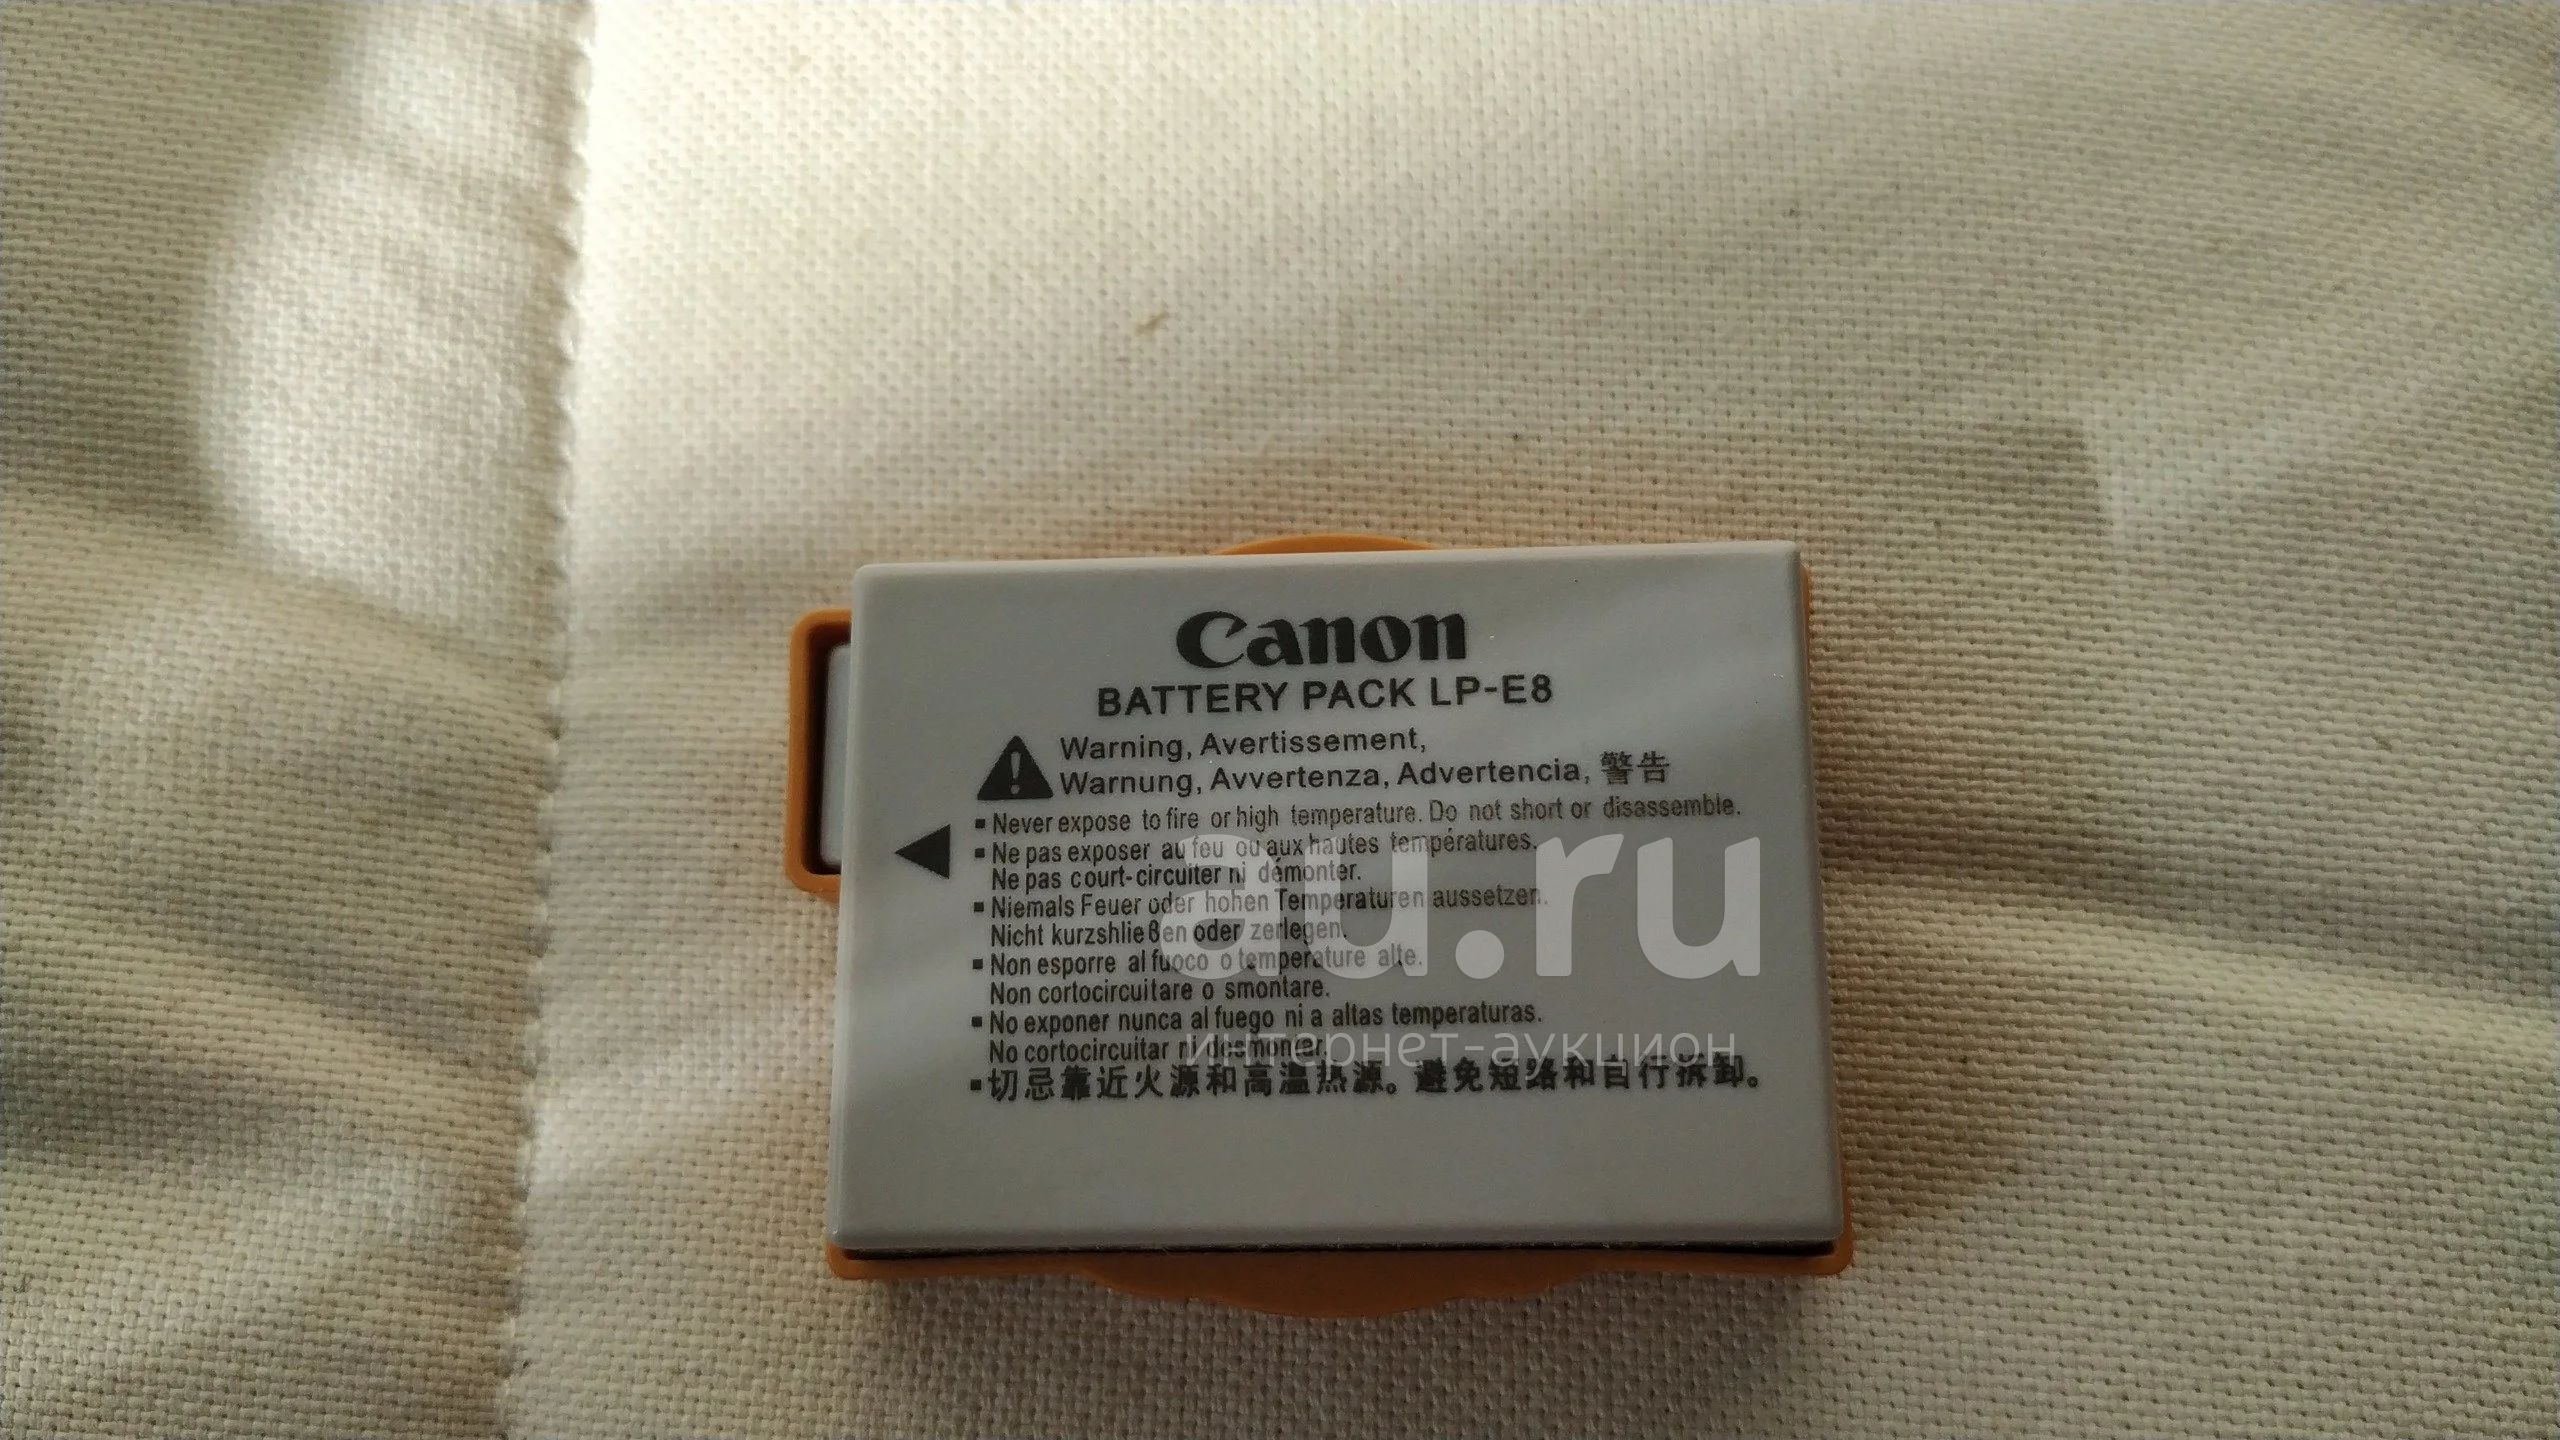 Canon
BATTERY PACK LP-E8
Warning, Avertissement,
Warnung, Avvertenza, Advertencia, 警告
▪ Never expose to fire or high temperature. Do not short or disassemble.
▪ Ne pas exposer au feu ou aux hautes températures.
Ne pas court-circuiter ni démonter.
▪ Niemals Feuer oder hohen Temperaturen aussetzen.
Nicht kurzshließen oder zerlegen.
▪ Non esporre al fuoco o temperature alte.
Non cortocircuitare o smontare.
▪ No exponer nunca al fuego ni a altas temperaturas.
No cortocircuitar ni desmontar.
▪ 切忌靠近火源和高温热源。避免短路和自行拆卸。
au.ru
интернет-аукцион